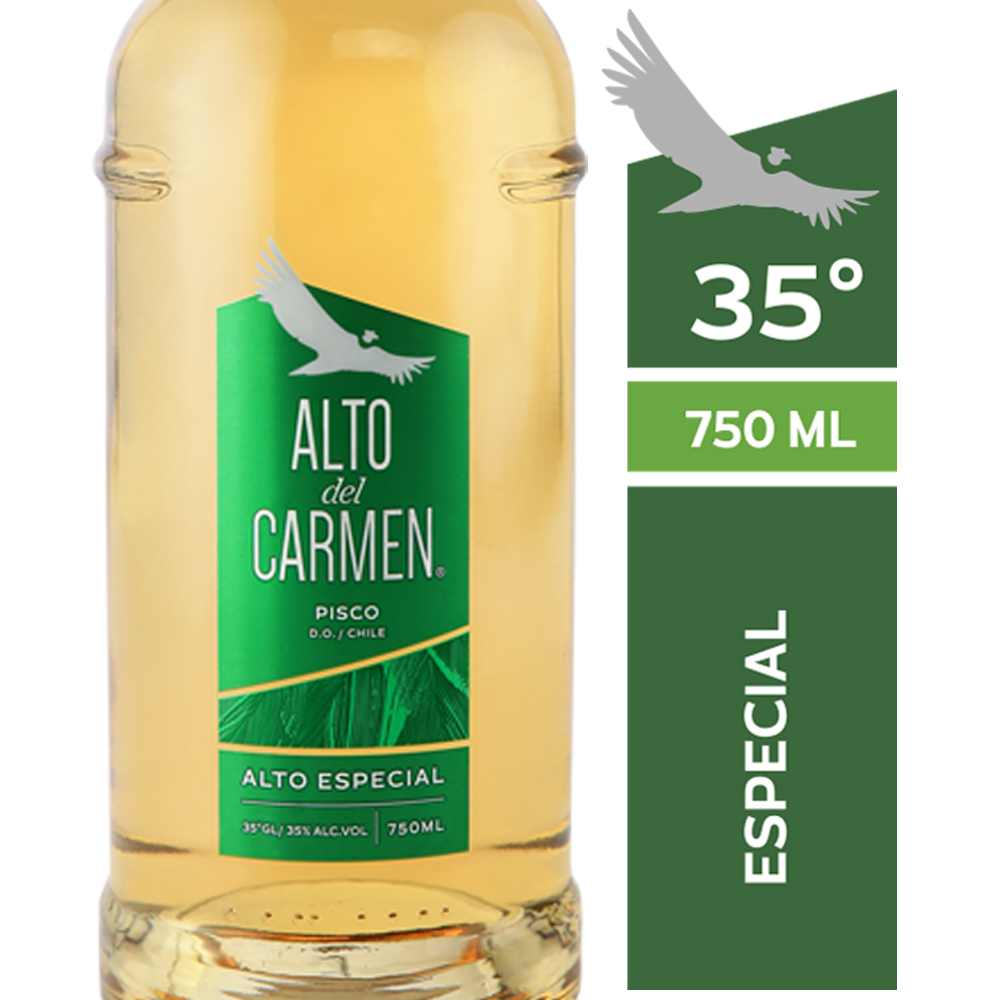 ALTO
del
CARMEN®
PISCO
D.O. / CHILE
ALTO ESPECIAL
35°GL/ 35% ALC.VOL | 750ML
35°
750 ML
ESPECIAL